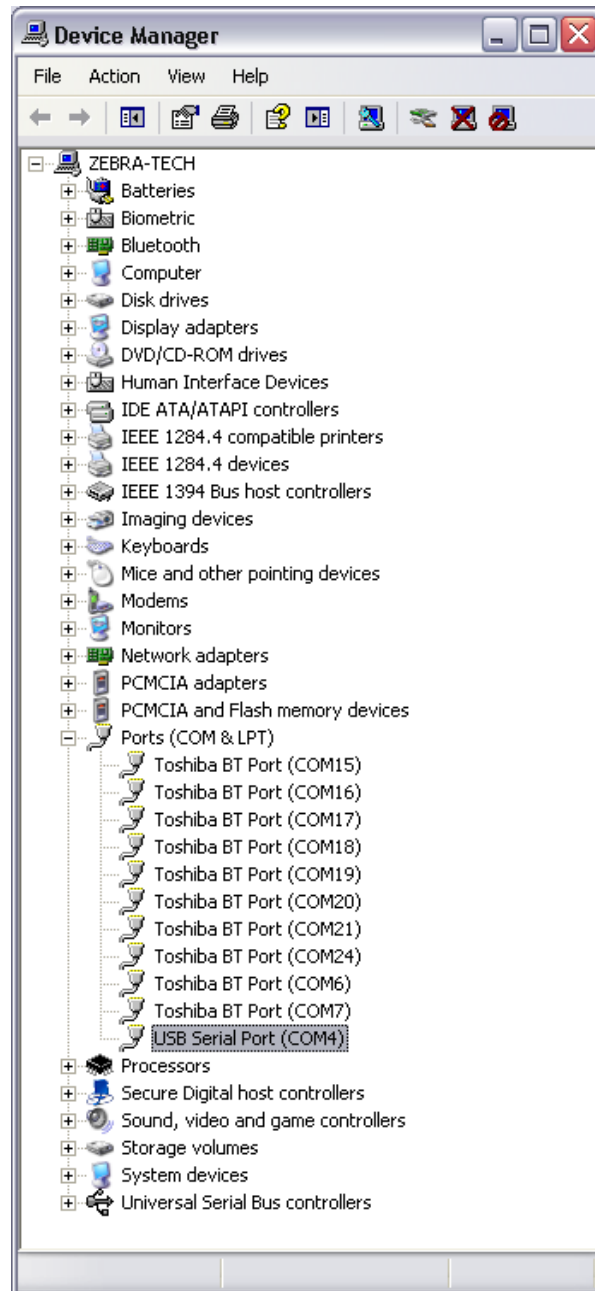 Device Manager
File Action View Help
ZEBRA-TECH
Batteries
Biometric
Bluetooth
Computer
Disk drives
Display adapters
DVD/CD-ROM drives
Human Interface Devices
IDE ATA/ATAPI controllers
IEEE 1284.4 compatible printers
IEEE 1284.4 devices
IEEE 1394 Bus host controllers
Imaging devices
Keyboards
Mice and other pointing devices
Modems
Monitors
Network adapters
PCMCIA adapters
PCMCIA and Flash memory devices
Ports (COM & LPT)
Toshiba BT Port (COM15)
Toshiba BT Port (COM16)
Toshiba BT Port (COM17)
Toshiba BT Port (COM18)
Toshiba BT Port (COM19)
Toshiba BT Port (COM20)
Toshiba BT Port (COM21)
Toshiba BT Port (COM24)
Toshiba BT Port (COM6)
Toshiba BT Port (COM7)
USB Serial Port (COM4)
Processors
Secure Digital host controllers
Sound, video and game controllers
Storage volumes
System devices
Universal Serial Bus controllers